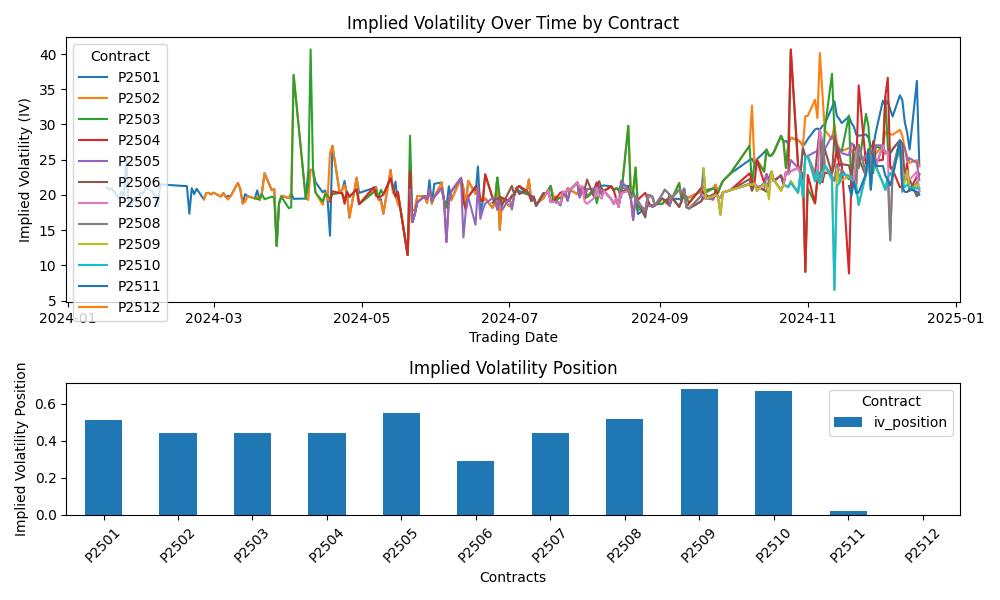 Implied Volatility Over Time by Contract
Implied Volatility (IV)
40
35
30
25
20
15
10
5
Contract
P2501
P2502
P2503
P2504
P2505
P2506
P2507
P2508
P2509
P2510
P2511
P2512
2024-01 2024-03 2024-05 2024-07 2024-09 2024-11 2025-01
Trading Date
Implied Volatility Position
Implied Volatility Position
0.6
0.4
0.2
0.0
Contract
iv_position
P2501 P2502 P2503 P2504 P2505 P2506 P2507 P2508 P2509 P2510 P2511 P2512
Contracts